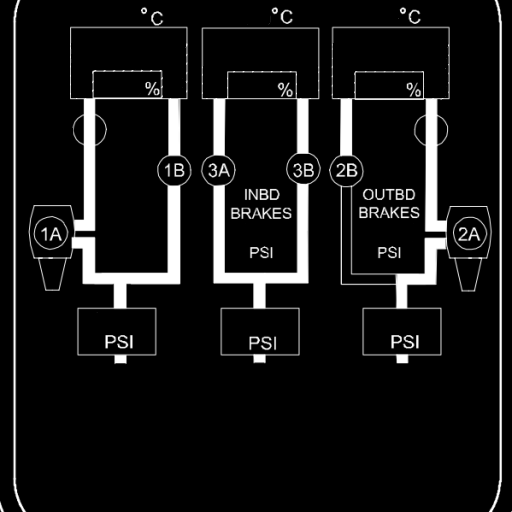 °C °C °C
% % %
1B 3A 3B 2B
INBD OUTBD
BRAKES BRAKES
1A 2A
PSI PSI
PSI PSI PSI